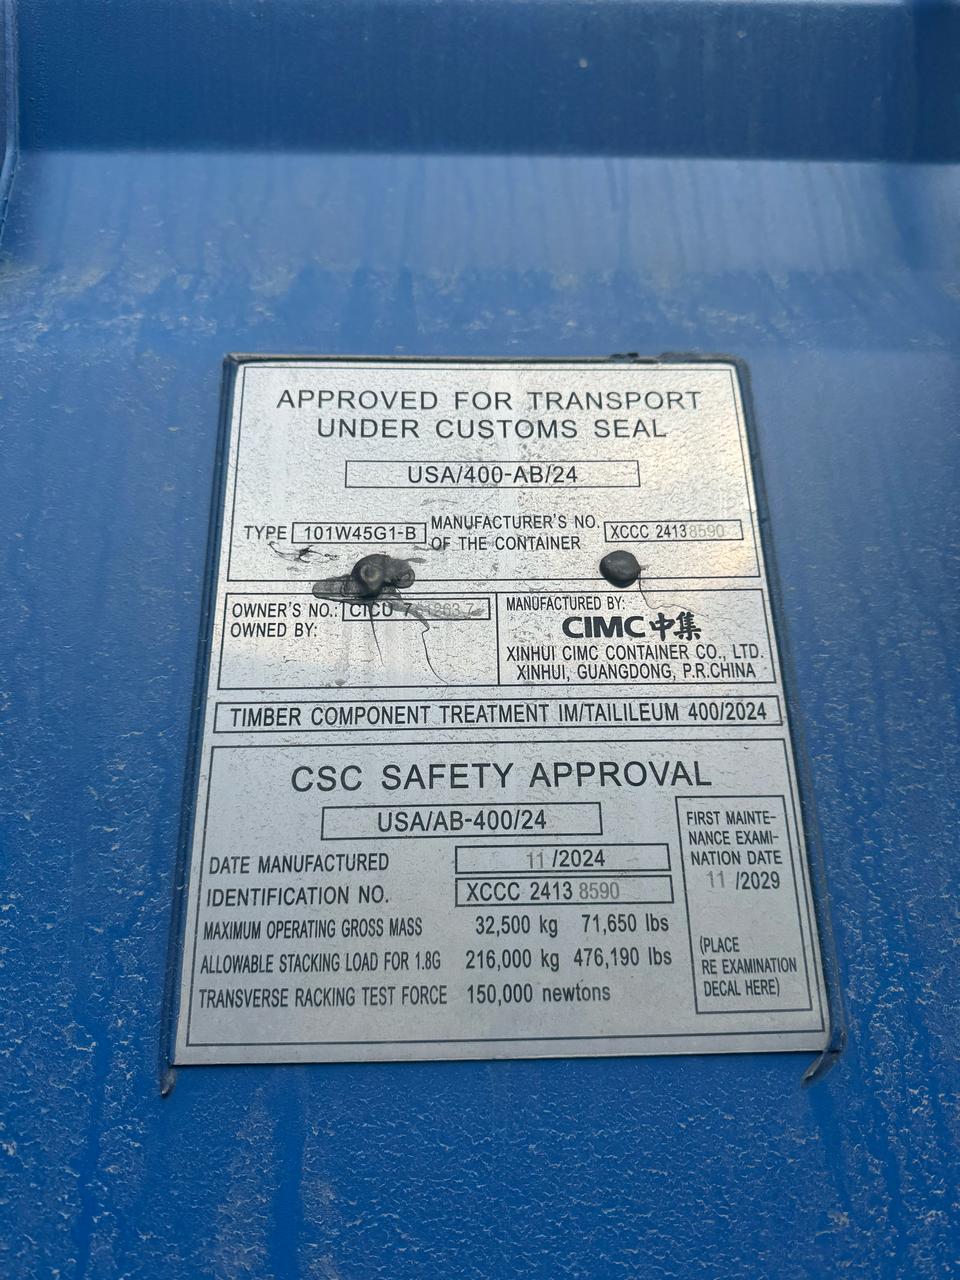 APPROVED FOR TRANSPORT
UNDER CUSTOMS SEAL
USA/400-AB/24
TYPE 101W45G1-B
MANUFACTURER'S NO.
OF THE CONTAINER
XCCC 24138590
OWNER'S NO.: CICU
OWNED BY:
MANUFACTURED BY:
CIMC 中集
XINHUI CIMC CONTAINER CO., LTD.
XINHUI, GUANGDONG, P.R.CHINA
TIMBER COMPONENT TREATMENT IM/TAILILEUM 400/2024
CSC SAFETY APPROVAL
USA/AB-400/24
DATE MANUFACTURED 11/2024
IDENTIFICATION NO. XCCC 2413 8590
MAXIMUM OPERATING GROSS MASS 32,500 kg 71,650 lbs
ALLOWABLE STACKING LOAD FOR 1.8G 216,000 kg 476,190 lbs
TRANSVERSE RACKING TEST FORCE 150,000 newtons
FIRST MAINTE-
NANCE EXAMI-
NATION DATE
11 /2029
(PLACE
RE EXAMINATION
DECAL HERE)